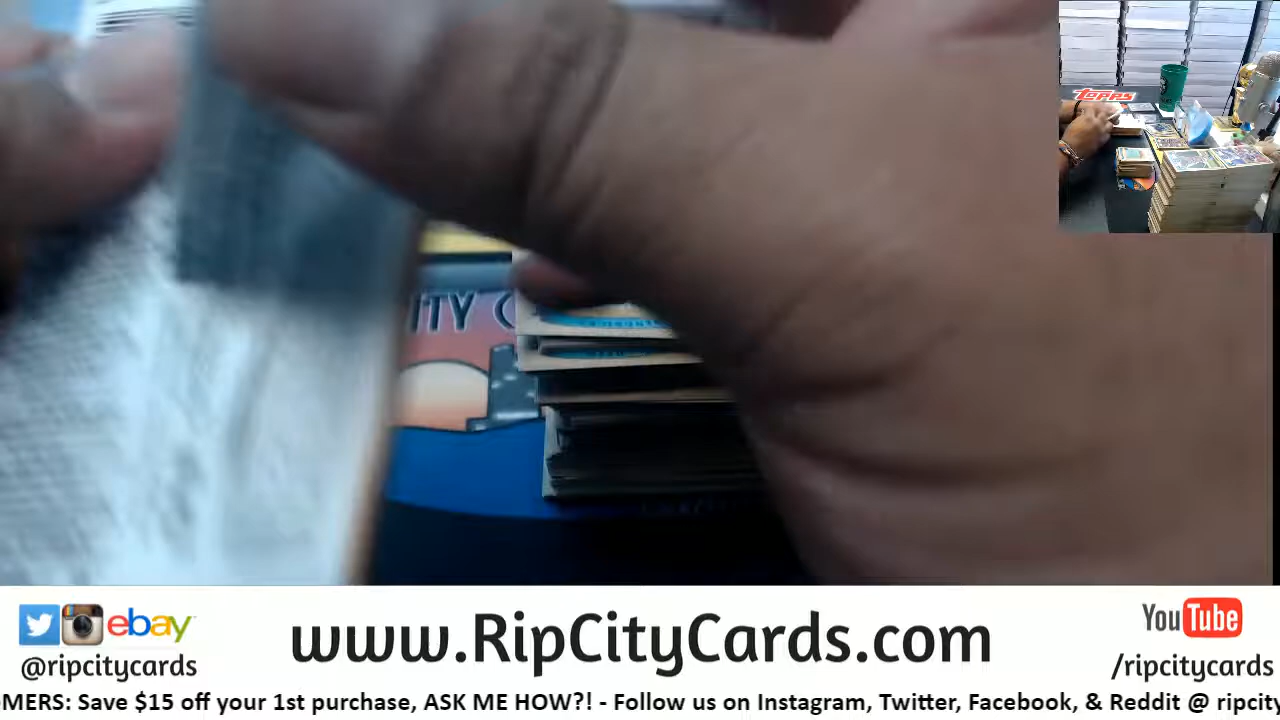 Topps
ITY C
ebay
@ripcitycards
www.RipCityCards.com
YouTube
/ripcitycards
OMERS: Save $15 off your 1st purchase, ASK ME HOW?! - Follow us on Instagram, Twitter, Facebook, & Reddit @ ripcity